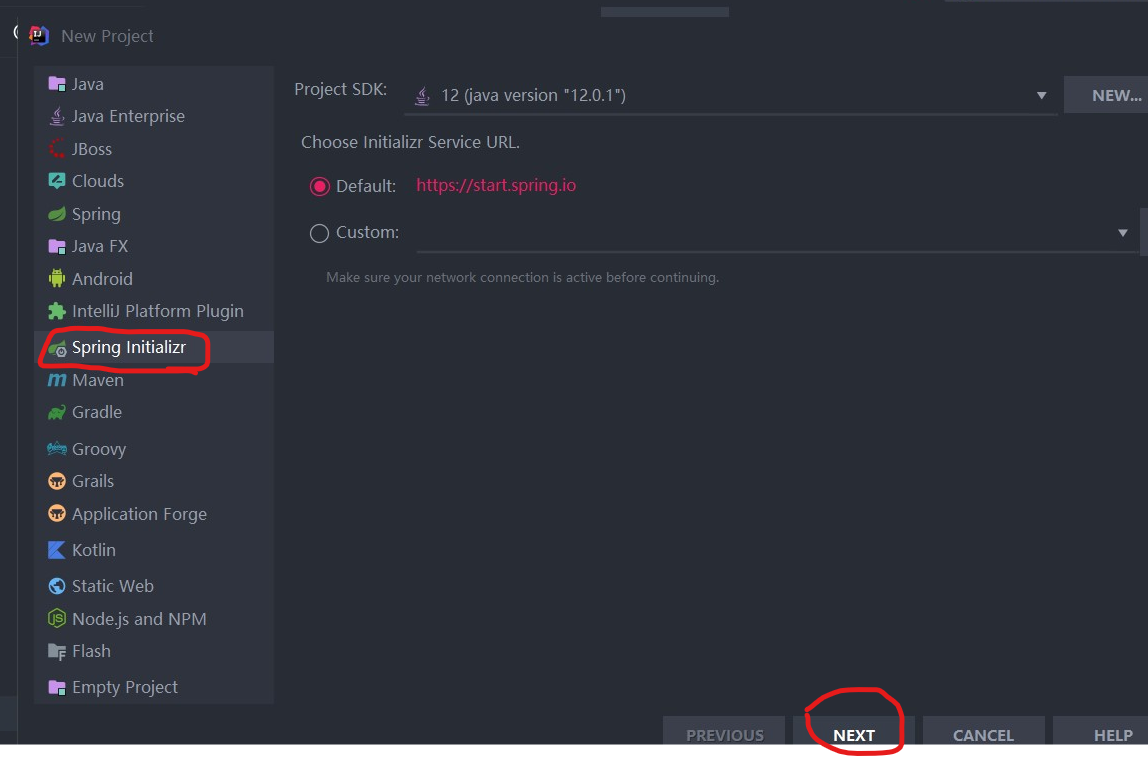 New Project
Java
Java Enterprise
JBoss
Clouds
Spring
Java FX
Android
IntelliJ Platform Plugin
Spring Initializr
Maven
Gradle
Groovy
Grails
Application Forge
Kotlin
Static Web
Node.js and NPM
Flash
Empty Project
Project SDK: 12 (java version "12.0.1") NEW...
Choose Initializr Service URL.
Default: https://start.spring.io
Custom:
Make sure your network connection is active before continuing.
PREVIOUS NEXT CANCEL HELP